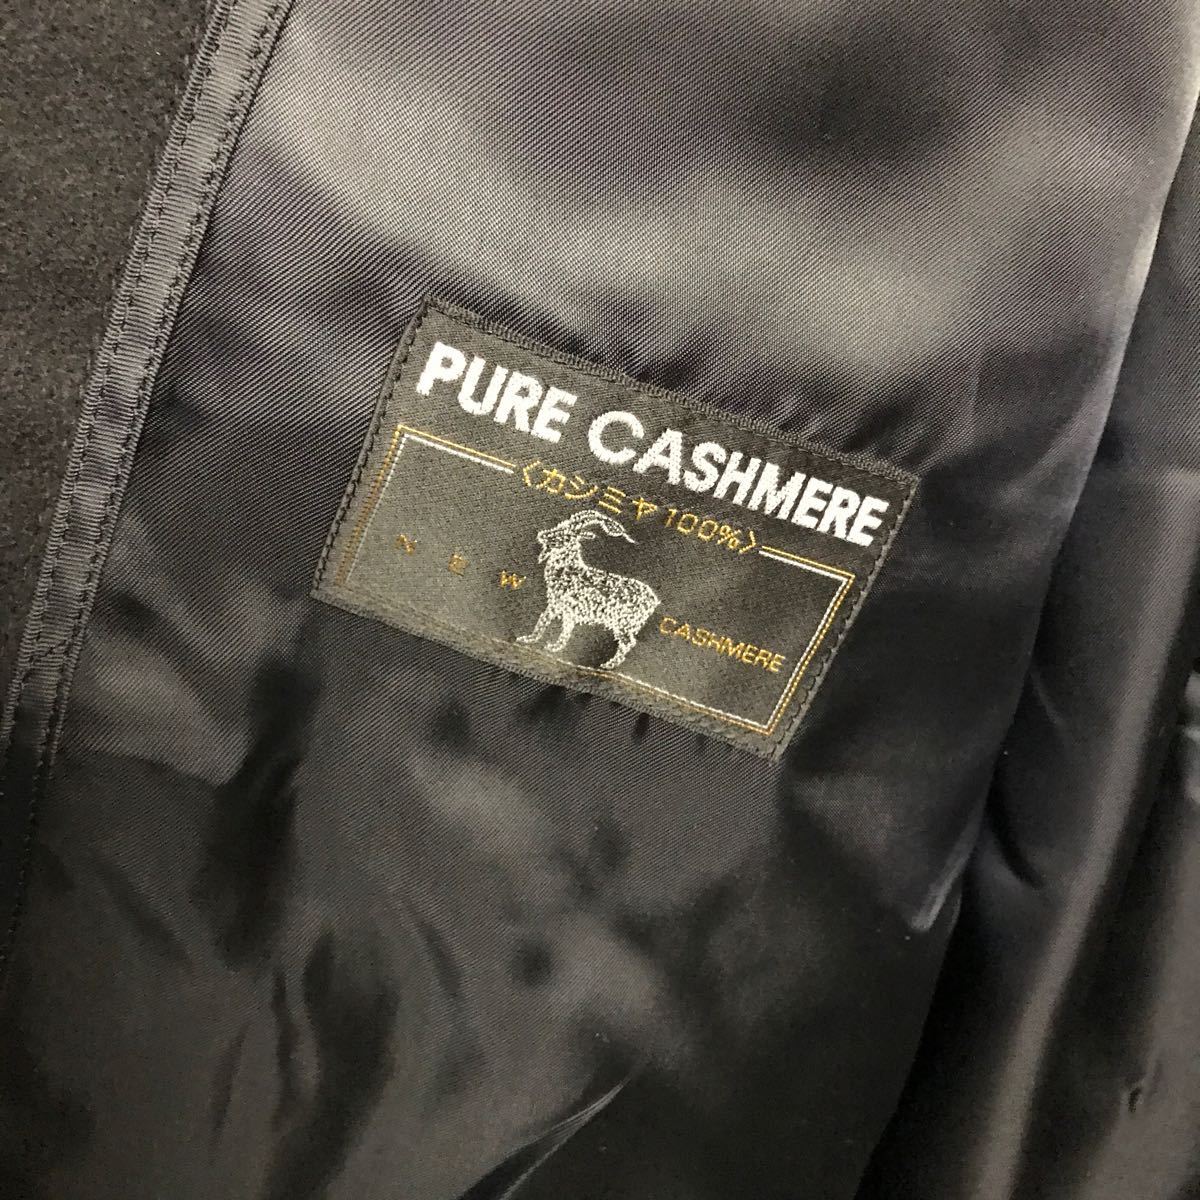 PURE CASHMERE
〈カシミヤ100%〉
NEW CASHMERE